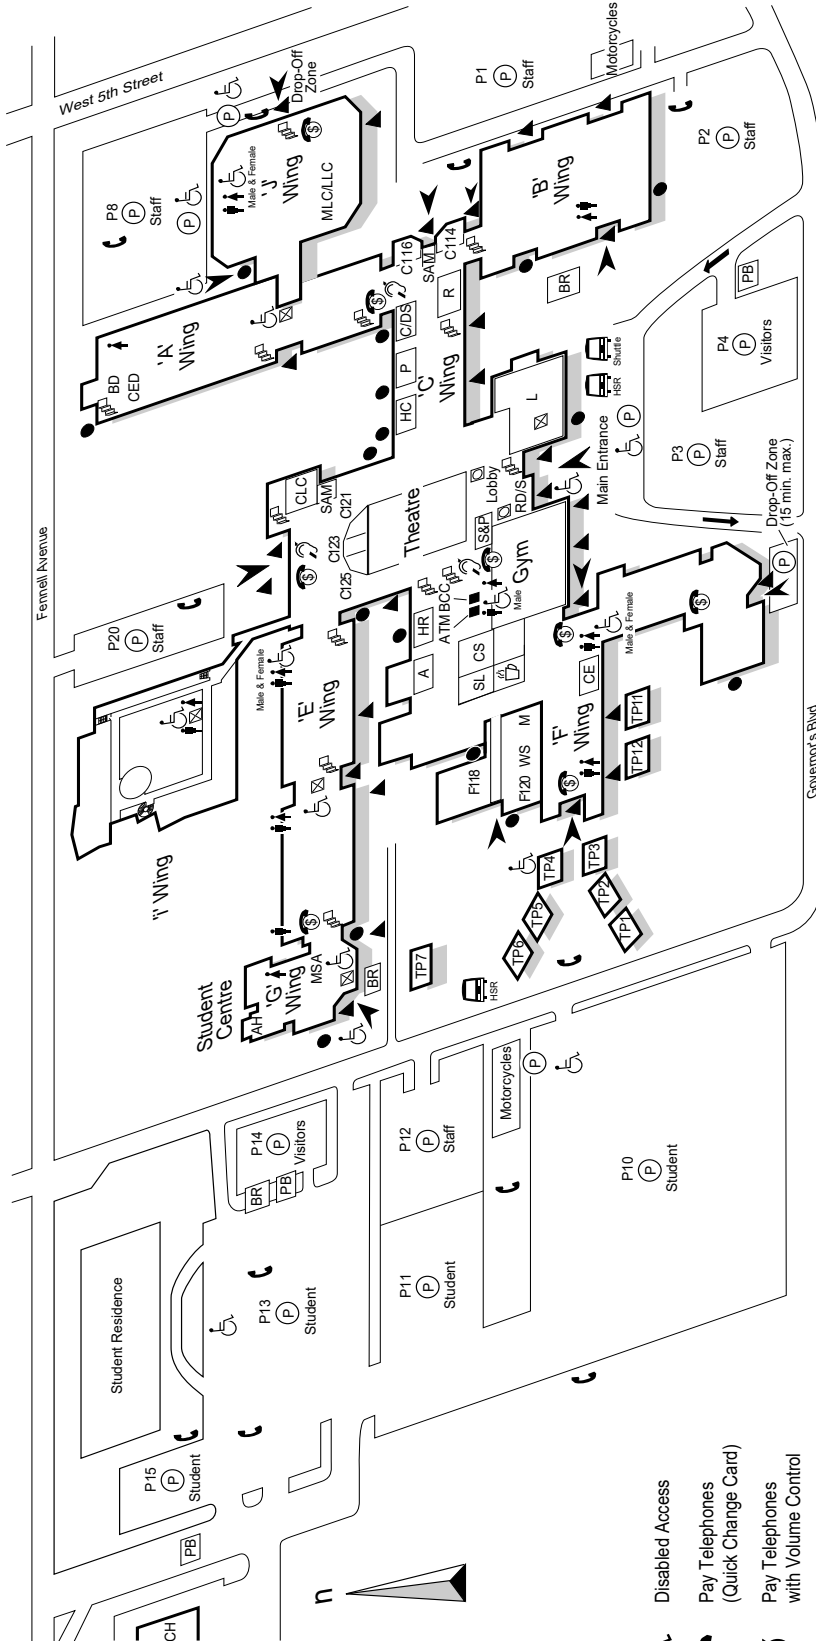 West 5th Street
Fennell Avenue
Governor's Blvd
P1
P
Staff
Motorcycles
P2
P
Staff
P8
P
Staff
P
P
Drop-Off
Zone
Male & Female
'J'
Wing
MLC/LLC
'B'
Wing
'A'
Wing
BD
CED
C116
SAM
C114
C/DS
R
P
HC
'C'
Wing
BR
PB
P4
P
Visitors
Shuttle
HSR
P
P3
P
Staff
L
Main Entrance
Lobby
RD/S
S&P
Gym
Theatre
CLC
SAM
C121
C123
C125
Drop-Off Zone
(15 min. max.)
P
P20
P
Staff
Male & Female
'E'
Wing
HR
A
ATM
BCC
Male
SL
CS
CE
Male & Female
'F'
Wing
F118
F120
WS
M
TP11
TP12
TP4
TP3
TP5
TP2
TP6
TP1
TP7
HSR
'i' Wing
Student
Centre
'G'
Wing
AH
MSA
BR
P14
P
Visitors
BR
PB
P12
P
Staff
Motorcycles
P
P10
P
Student
P11
P
Student
P13
P
Student
Student Residence
P15
P
Student
PB
CH
n
Disabled Access
Pay Telephones
(Quick Change Card)
Pay Telephones
with Volume Control